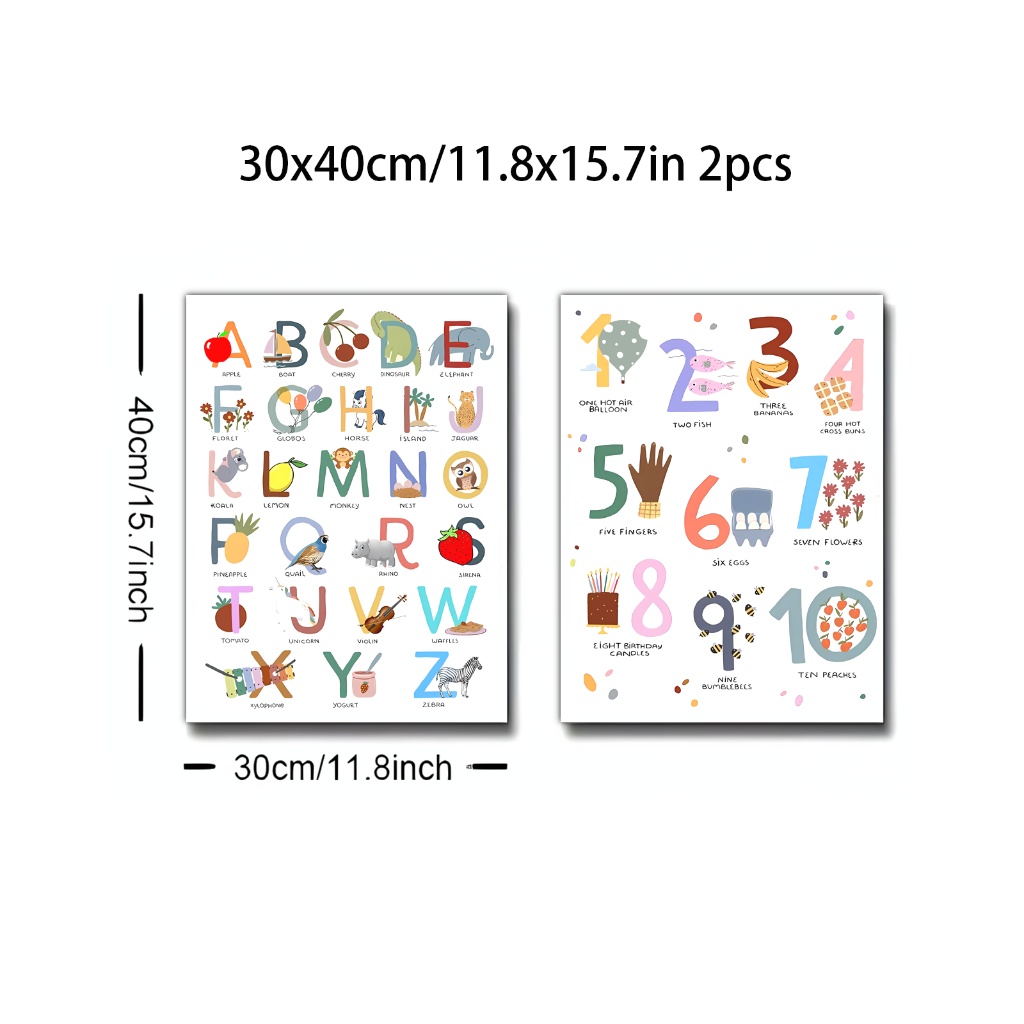 30x40cm/11.8x15.7in 2pcs
40cm/15.7inch
30cm/11.8inch
A B C D E
APPLE BOAT CHERRY DINOSAUR ELEPHANT
F G H I J
FLORET GLOBOS HORSE ISLAND JAGUAR
K L M N O
KOALA LEMON MONKEY NEST OWL
P Q R S
PINEAPPLE QUAIL RHINO SIRENA
T U V W
TOMATO UNICORN VIOLIN WAFFLES
X Y Z
XYLOPHONE YOGURT ZEBRA
1 2 3 4
ONE HOT AIR
BALLOON
TWO FISH
THREE
BANANAS
FOUR HOT
CROSS BUNS
5 6 7
FIVE FINGERS
SIX EGGS
SEVEN FLOWERS
8 9 10
EIGHT BIRTHDAY
CANDLES
NINE
BUMBLEBEES
TEN PEACHES